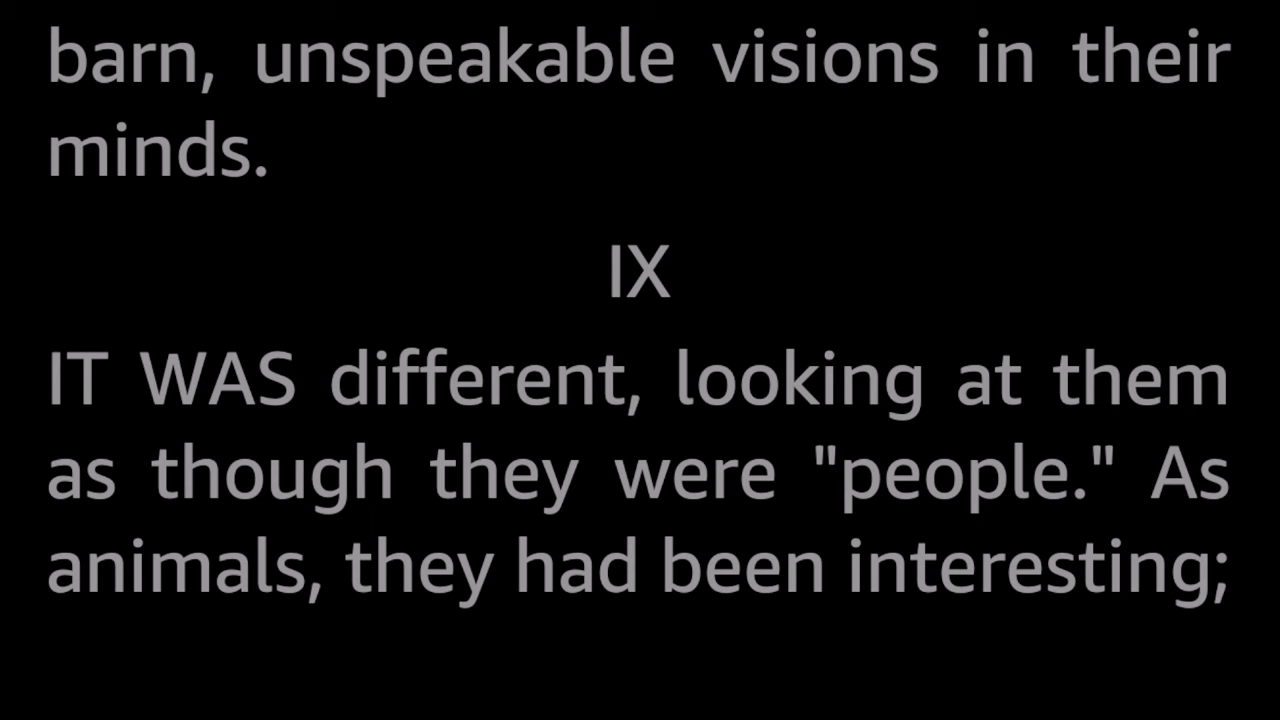 barn, unspeakable visions in their
minds.
IX
IT WAS different, looking at them
as though they were "people." As
animals, they had been interesting;